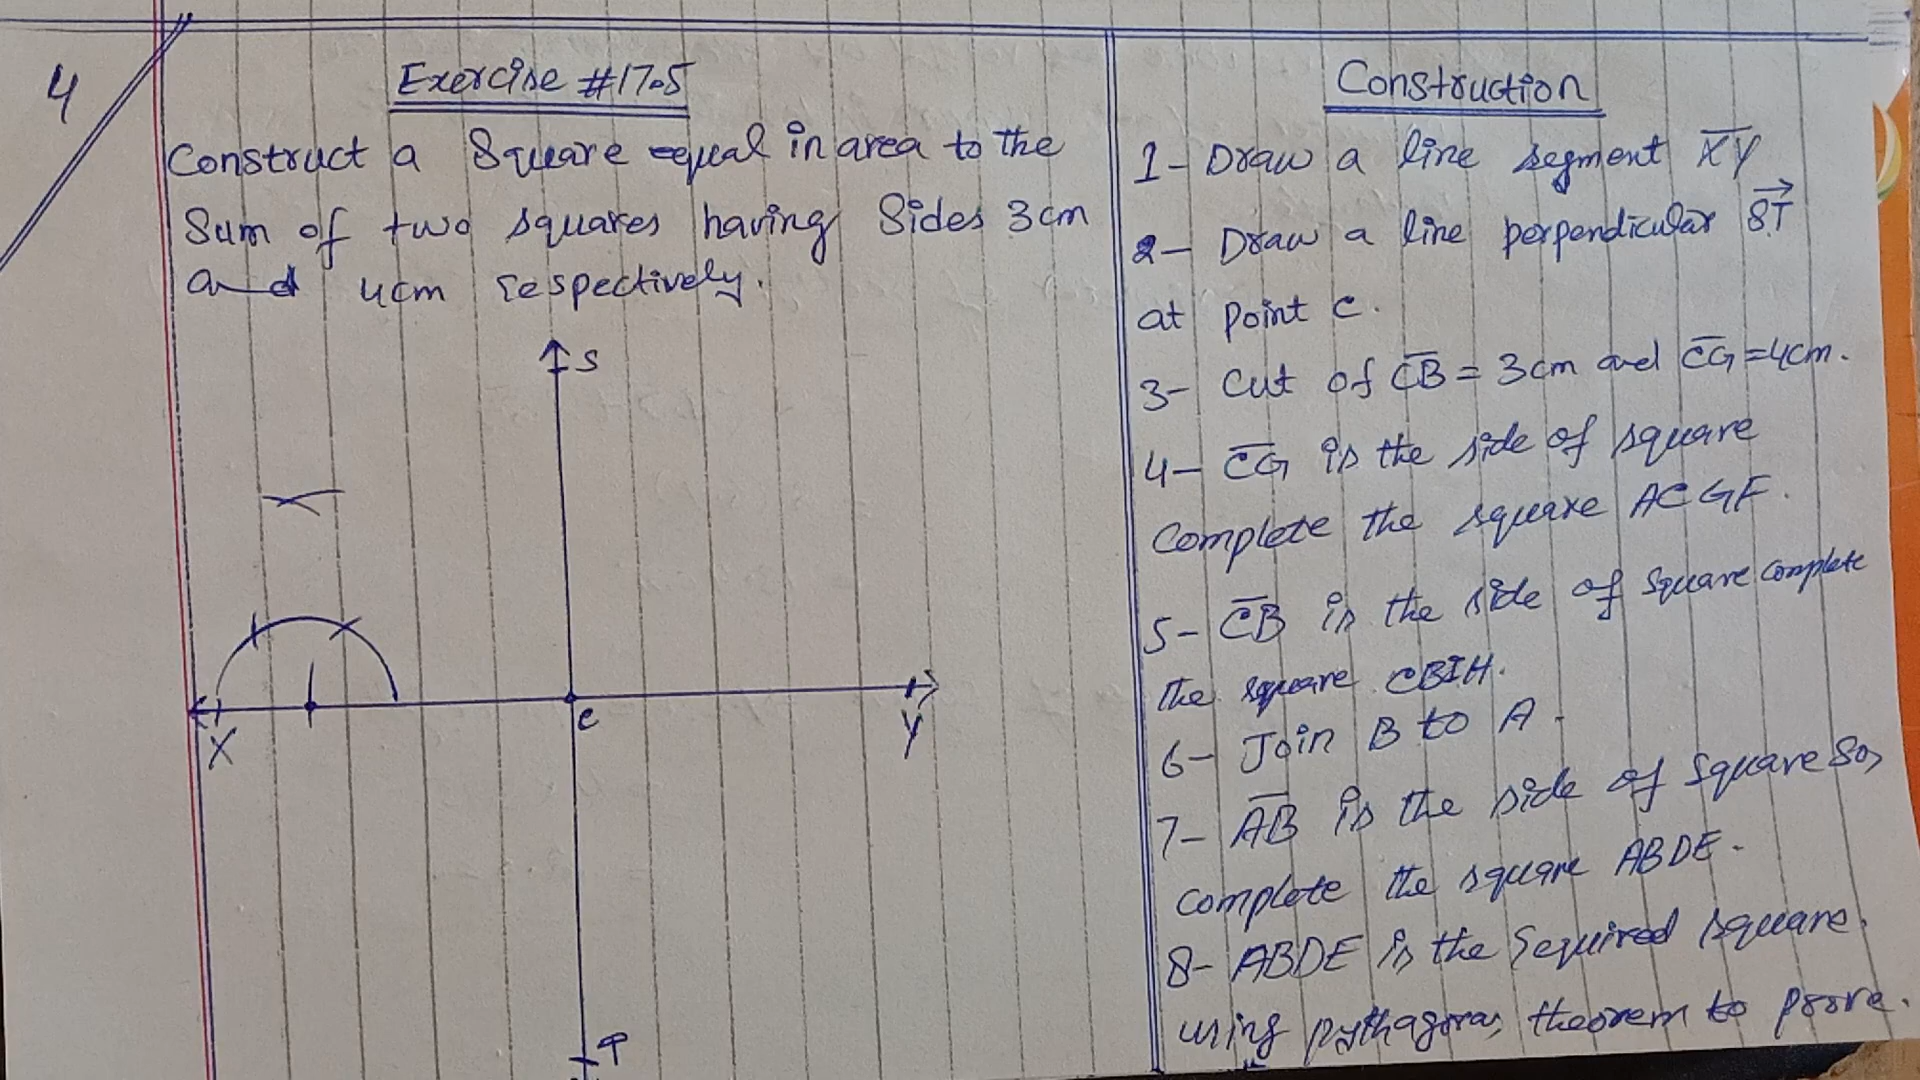 4
Exercise #17.5
Construct a Square equal in area to the
Sum of two squares having Sides 3cm
and 4cm respectively.
S
X
C
Y
T
Construction
1- Draw a line segment XY
2- Draw a line perpendicular ST
at point C.
3- Cut of CB = 3cm and CG = 4cm.
4- CG is the side of square
Complete the square ACGF.
5- CB is the side of Square complete
the square CBIH.
6- Join B to A.
7- AB is the side of Square So,
complete the square ABDE.
8- ABDE is the required square.
using pythagoras theorem to prove.